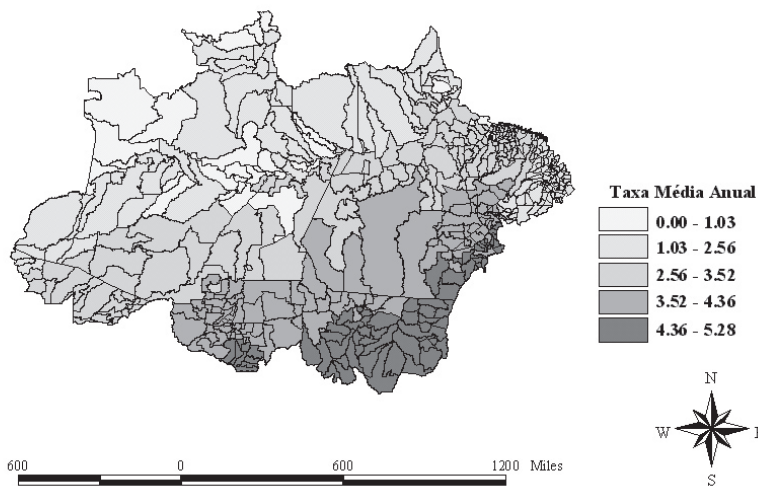 Taxa Média Anual
0.00 - 1.03
1.03 - 2.56
2.56 - 3.52
3.52 - 4.36
4.36 - 5.28
N
W
S
600 0 600 1200 Miles